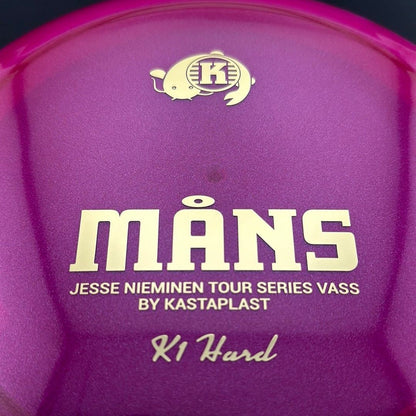 K
MÅNS
JESSE NIEMINEN TOUR SERIES VASS
BY KASTAPLAST
K1 Hard